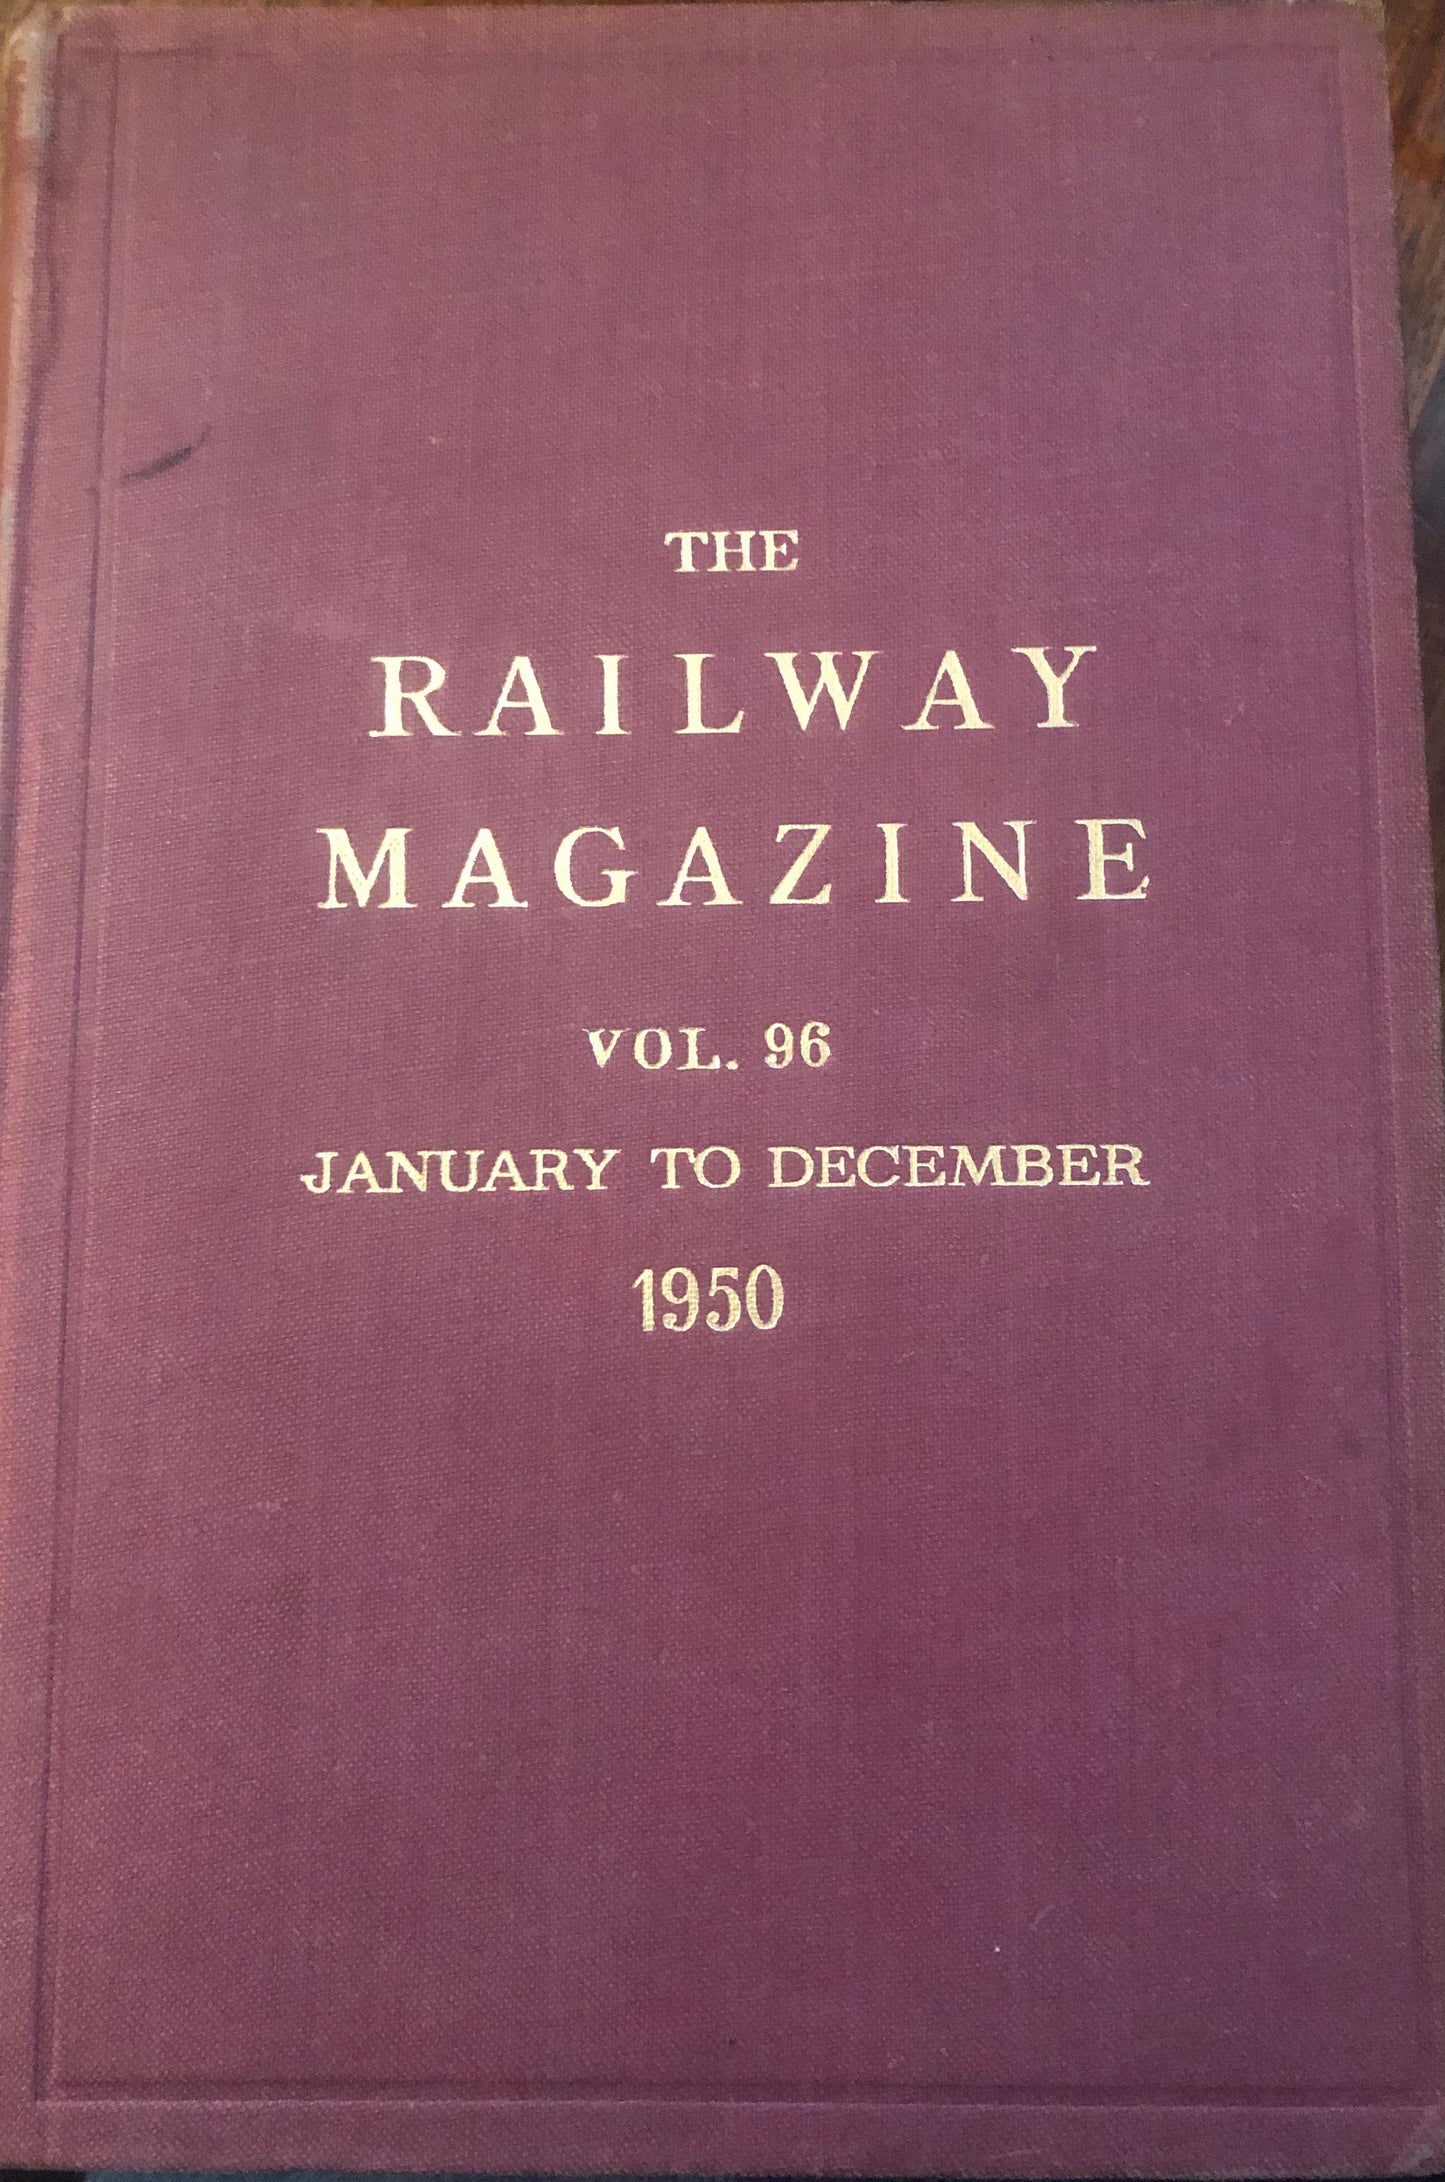 THE
RAILWAY
MAGAZINE
VOL. 96
JANUARY TO DECEMBER
1950